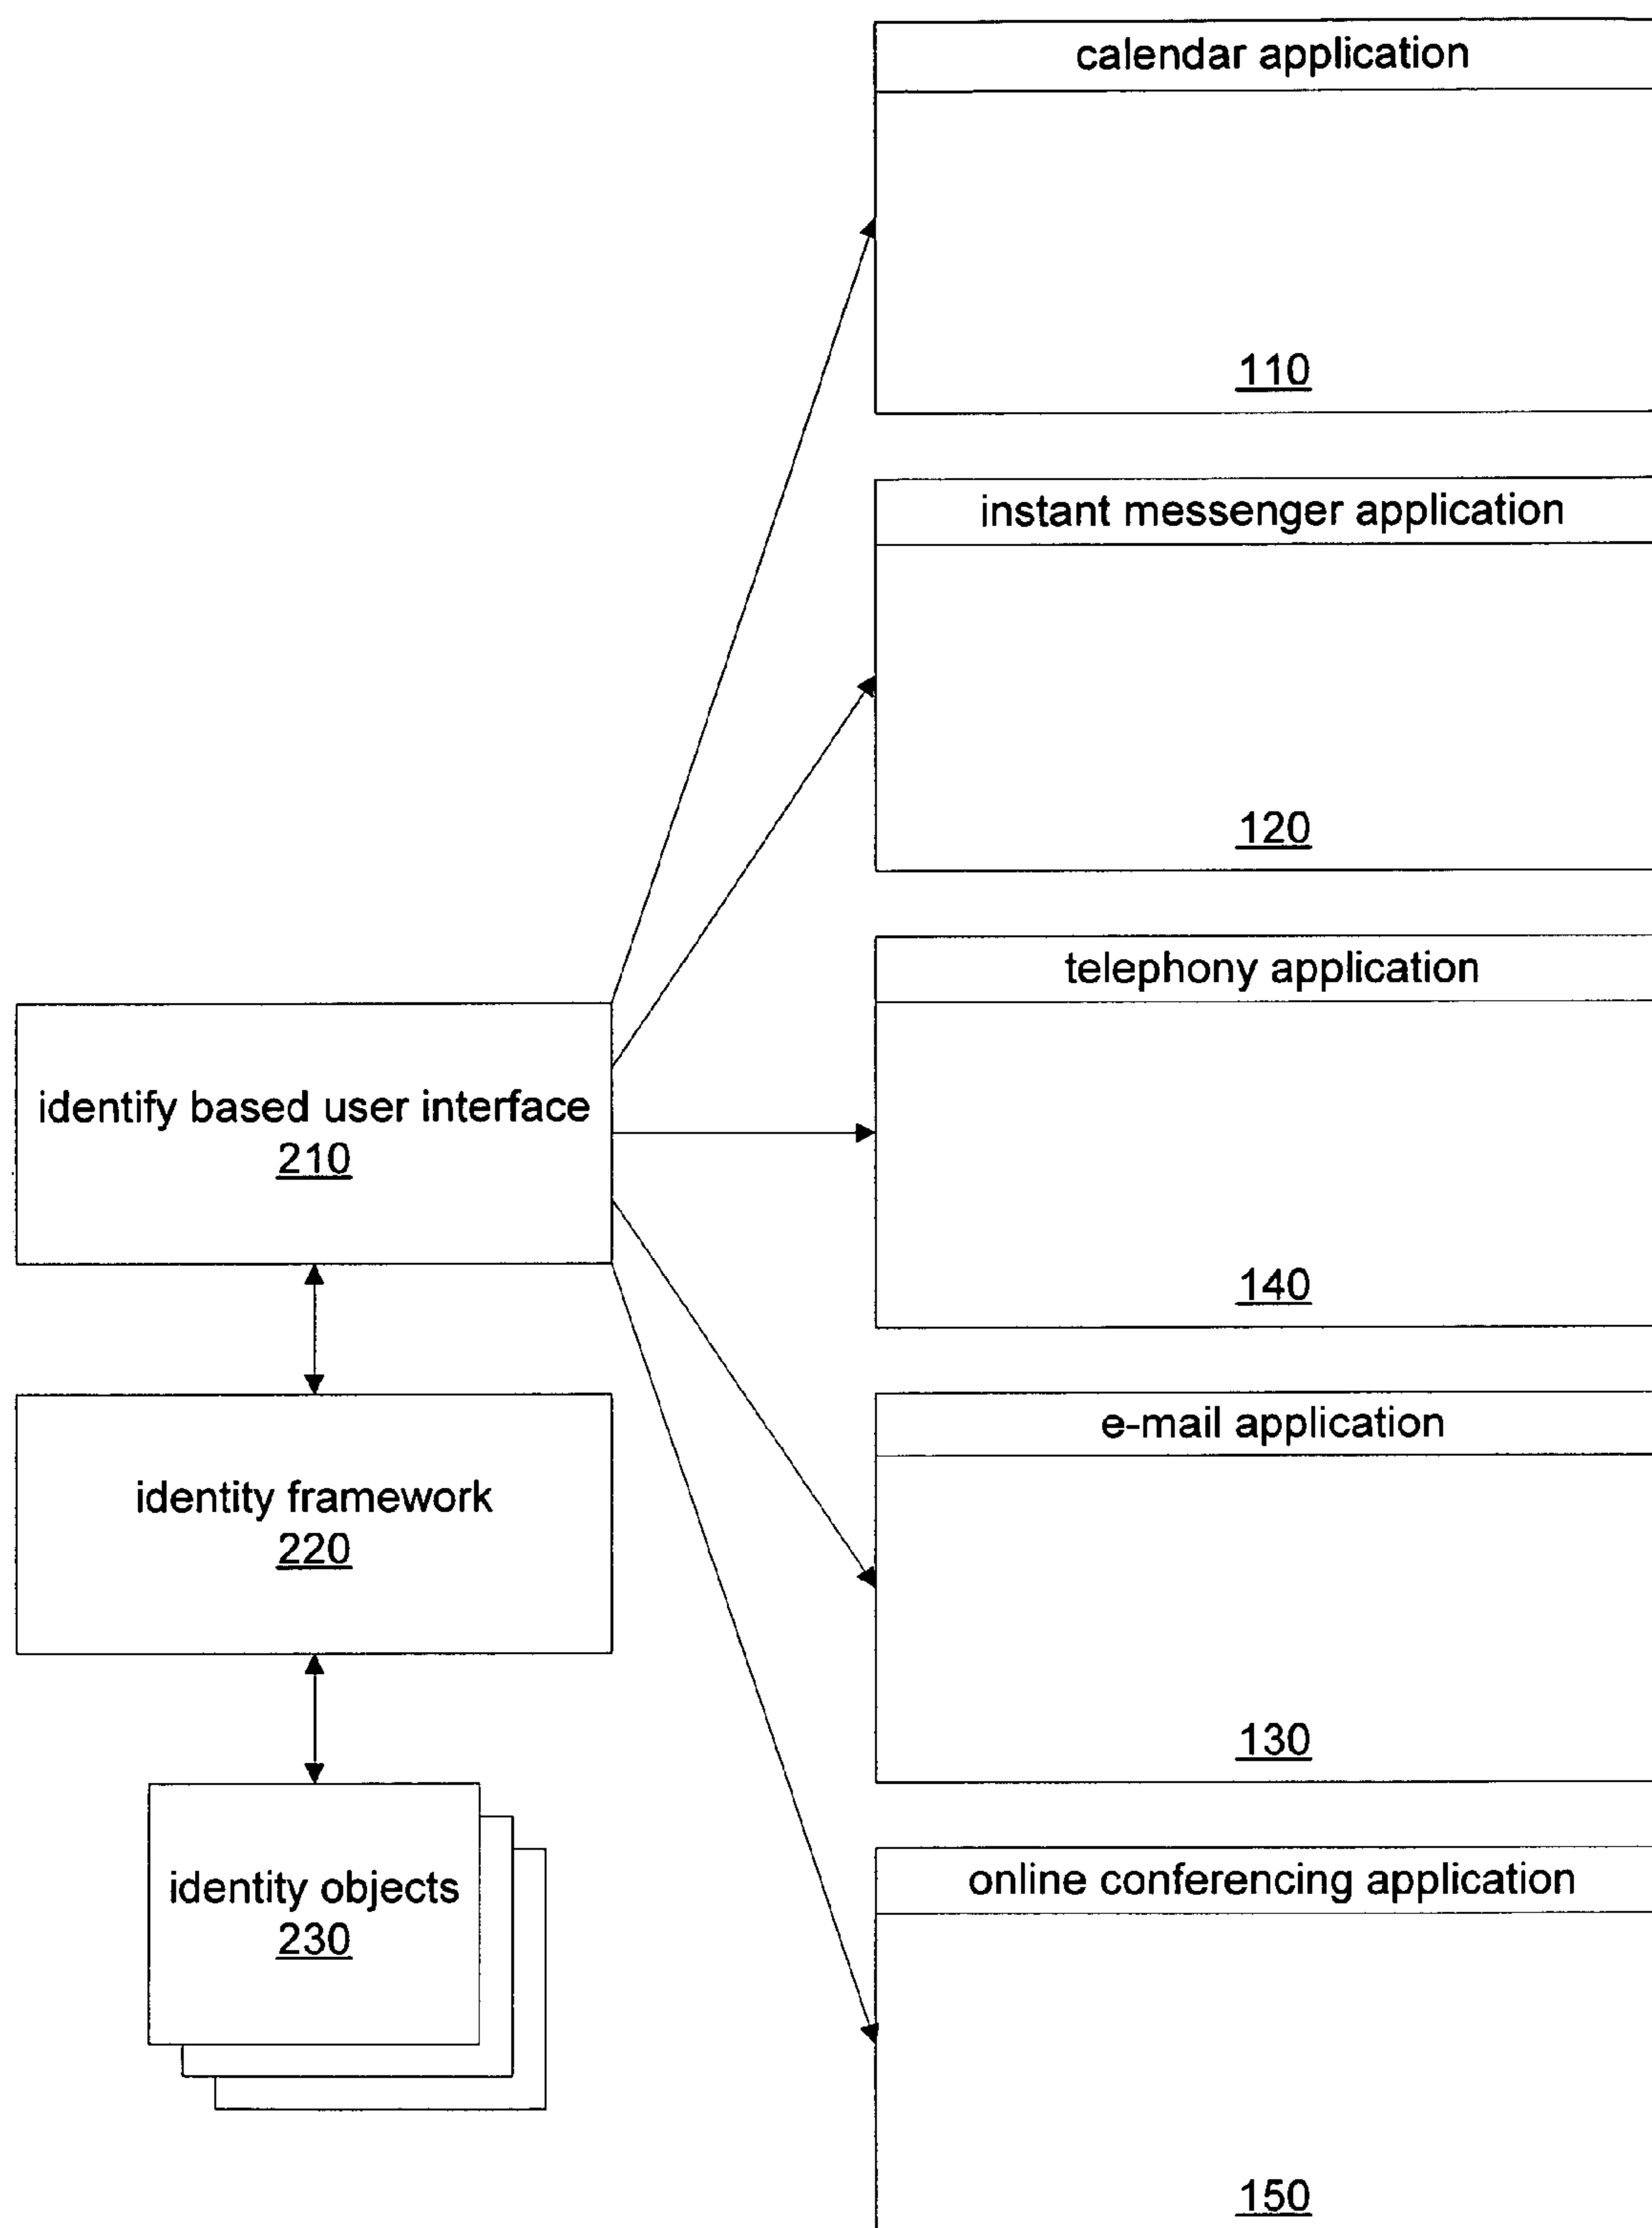 calendar application
110
instant messenger application
120
telephony application
140
identify based user interface
210
identity framework
220
e-mail application
130
identity objects
230
online conferencing application
150